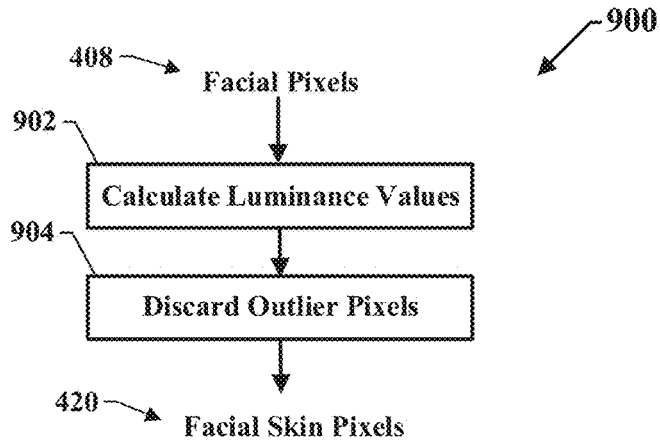 900
408
Facial Pixels
902
Calculate Luminance Values
904
Discard Outlier Pixels
420
Facial Skin Pixels